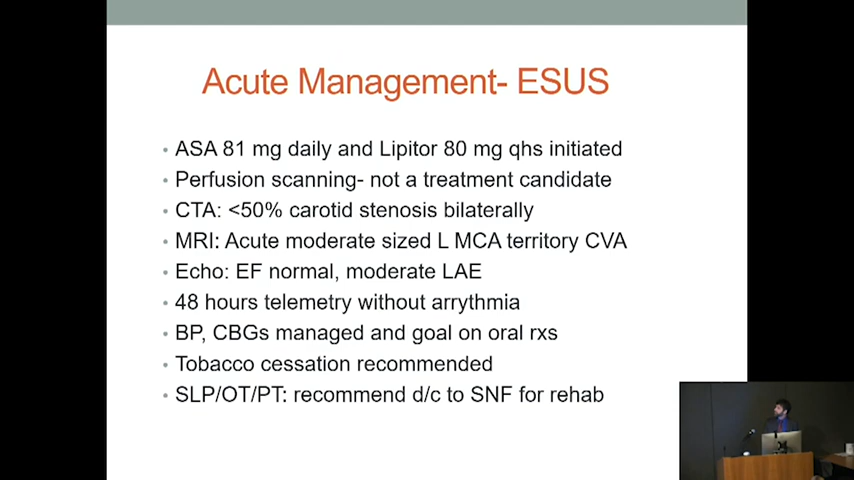 Acute Management- ESUS
• ASA 81 mg daily and Lipitor 80 mg qhs initiated
• Perfusion scanning- not a treatment candidate
• CTA: <50% carotid stenosis bilaterally
• MRI: Acute moderate sized L MCA territory CVA
• Echo: EF normal, moderate LAE
• 48 hours telemetry without arrythmia
• BP, CBGs managed and goal on oral rxs
• Tobacco cessation recommended
• SLP/OT/PT: recommend d/c to SNF for rehab